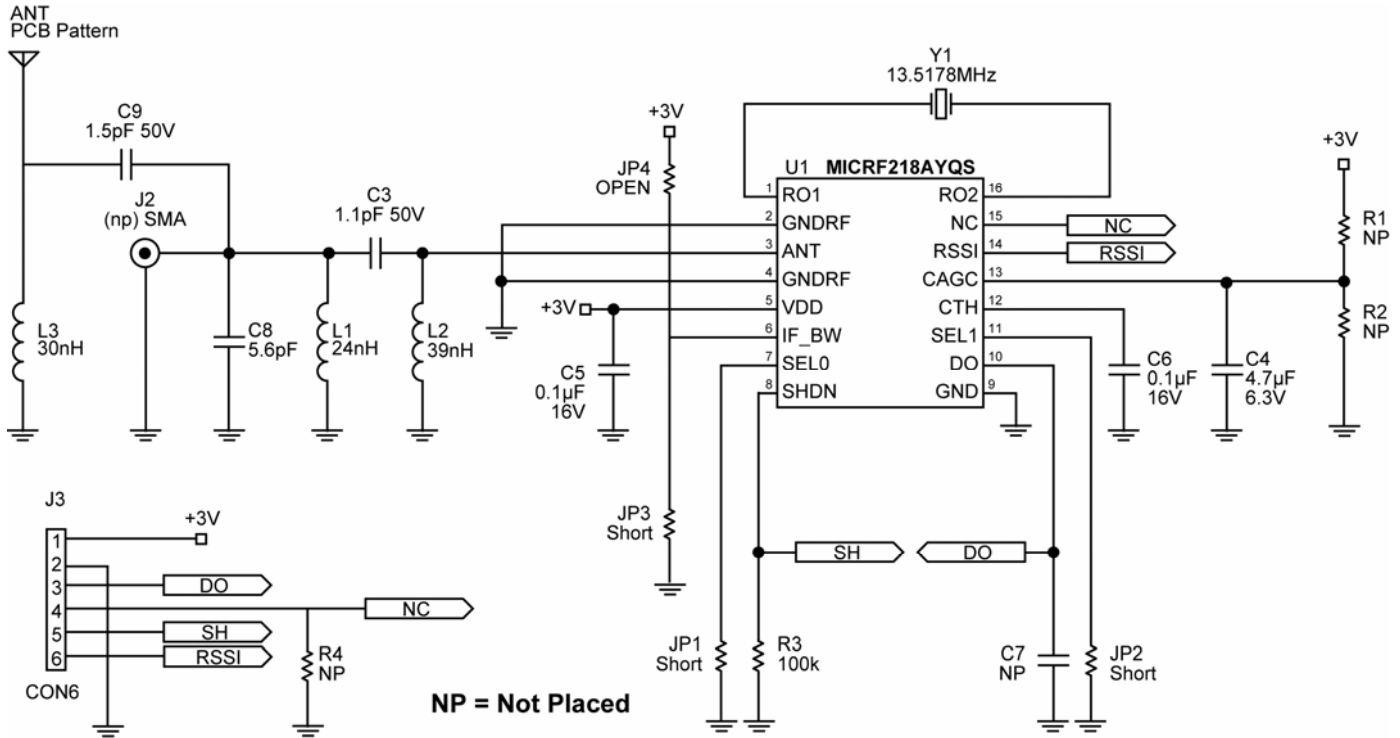 ANT
PCB Pattern
C9
1.5pF 50V
J2
(np) SMA
C3
1.1pF 50V
L3
30nH
C8
5.6pF
L1
24nH
L2
39nH
+3V
JP4
OPEN
+3V
C5
0.1µF
16V
JP3
Short
Y1
13.5178MHz
U1 MICRF218AYQS
1 RO1
2 GNDRF
3 ANT
4 GNDRF
5 VDD
6 IF_BW
7 SEL0
8 SHDN
RO2 16
NC 15
RSSI 14
CAGC 13
CTH 12
SEL1 11
DO 10
GND 9
NC
RSSI
+3V
R1
NP
R2
NP
C6
0.1µF
16V
C4
4.7µF
6.3V
SH
DO
JP1
Short
R3
100k
C7
NP
JP2
Short
J3
+3V
1
2
3
4
5
6
DO
NC
SH
RSSI
R4
NP
CON6
NP = Not Placed